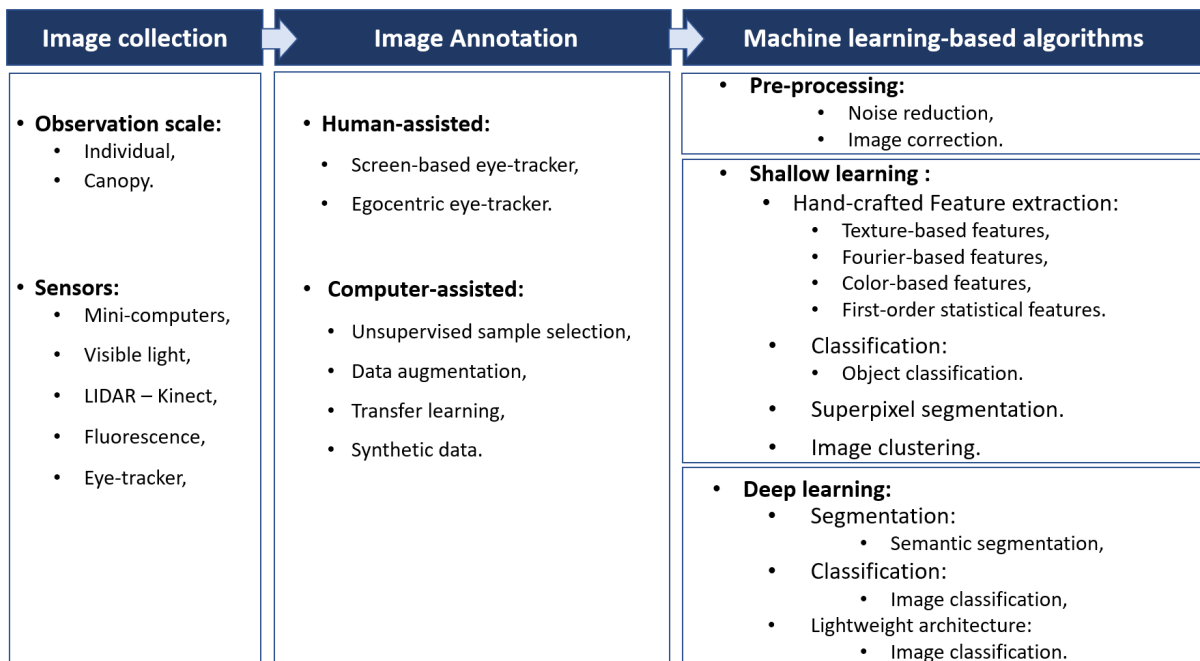 Image collection
Image Annotation
Machine learning-based algorithms
• Observation scale:
• Individual,
• Canopy.
• Sensors:
• Mini-computers,
• Visible light,
• LIDAR – Kinect,
• Fluorescence,
• Eye-tracker,
• Human-assisted:
• Screen-based eye-tracker,
• Egocentric eye-tracker.
• Computer-assisted:
• Unsupervised sample selection,
• Data augmentation,
• Transfer learning,
• Synthetic data.
• Pre-processing:
• Noise reduction,
• Image correction.
• Shallow learning :
• Hand-crafted Feature extraction:
• Texture-based features,
• Fourier-based features,
• Color-based features,
• First-order statistical features.
• Classification:
• Object classification.
• Superpixel segmentation.
• Image clustering.
• Deep learning:
• Segmentation:
• Semantic segmentation,
• Classification:
• Image classification,
• Lightweight architecture:
• Image classification.